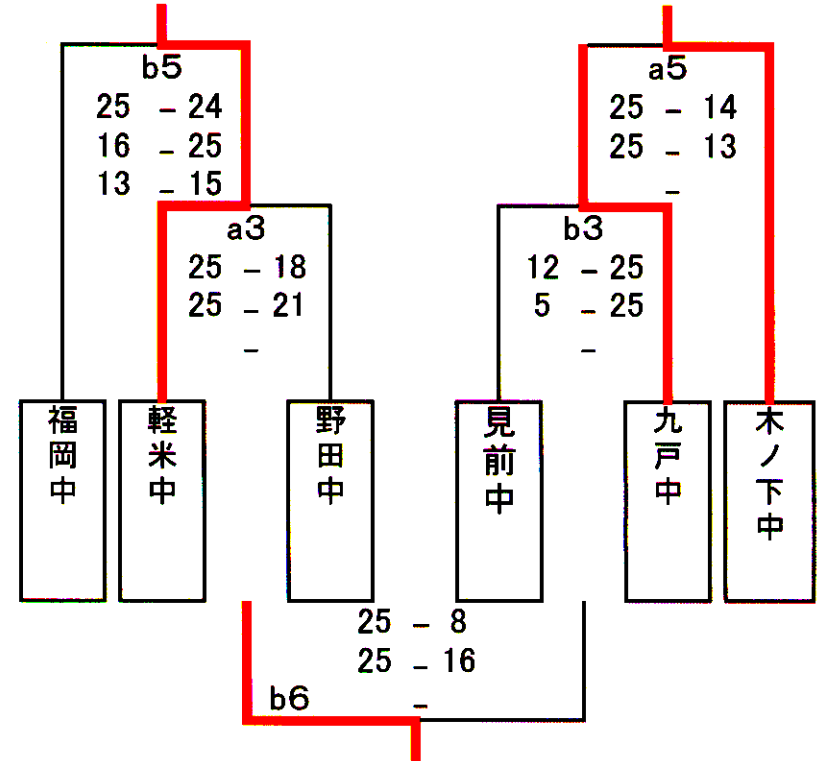 b5
25 - 24
16 - 25
13 - 15
a5
25 - 14
25 - 13
-
a3
25 - 18
25 - 21
-
b3
12 - 25
5 - 25
-
福岡中
軽米中
野田中
見前中
九戸中
木ノ下中
25 - 8
25 - 16
b6 -